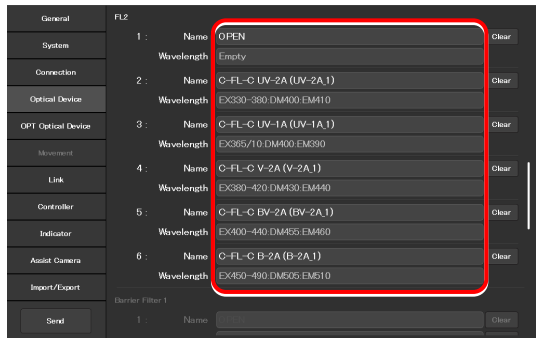 General
System
Connection
Optical Device
OPT Optical Device
Movement
Link
Controller
Indicator
Assist Camera
Import/Export
Send
FL2
1 : Name OPEN Clear
Wavelength Empty
2 : Name C-FL-C UV-2A (UV-2A_1) Clear
Wavelength EX330-380:DM400:EM410
3 : Name C-FL-C UV-1A (UV-1A_1) Clear
Wavelength EX365/10:DM400:EM390
4 : Name C-FL-C V-2A (V-2A_1) Clear
Wavelength EX380-420:DM430:EM440
5 : Name C-FL-C BV-2A (BV-2A_1) Clear
Wavelength EX400-440:DM455:EM460
6 : Name C-FL-C B-2A (B-2A_1) Clear
Wavelength EX450-490:DM505:EM510
Barrier Filter 1
1 : Name OPEN Clear